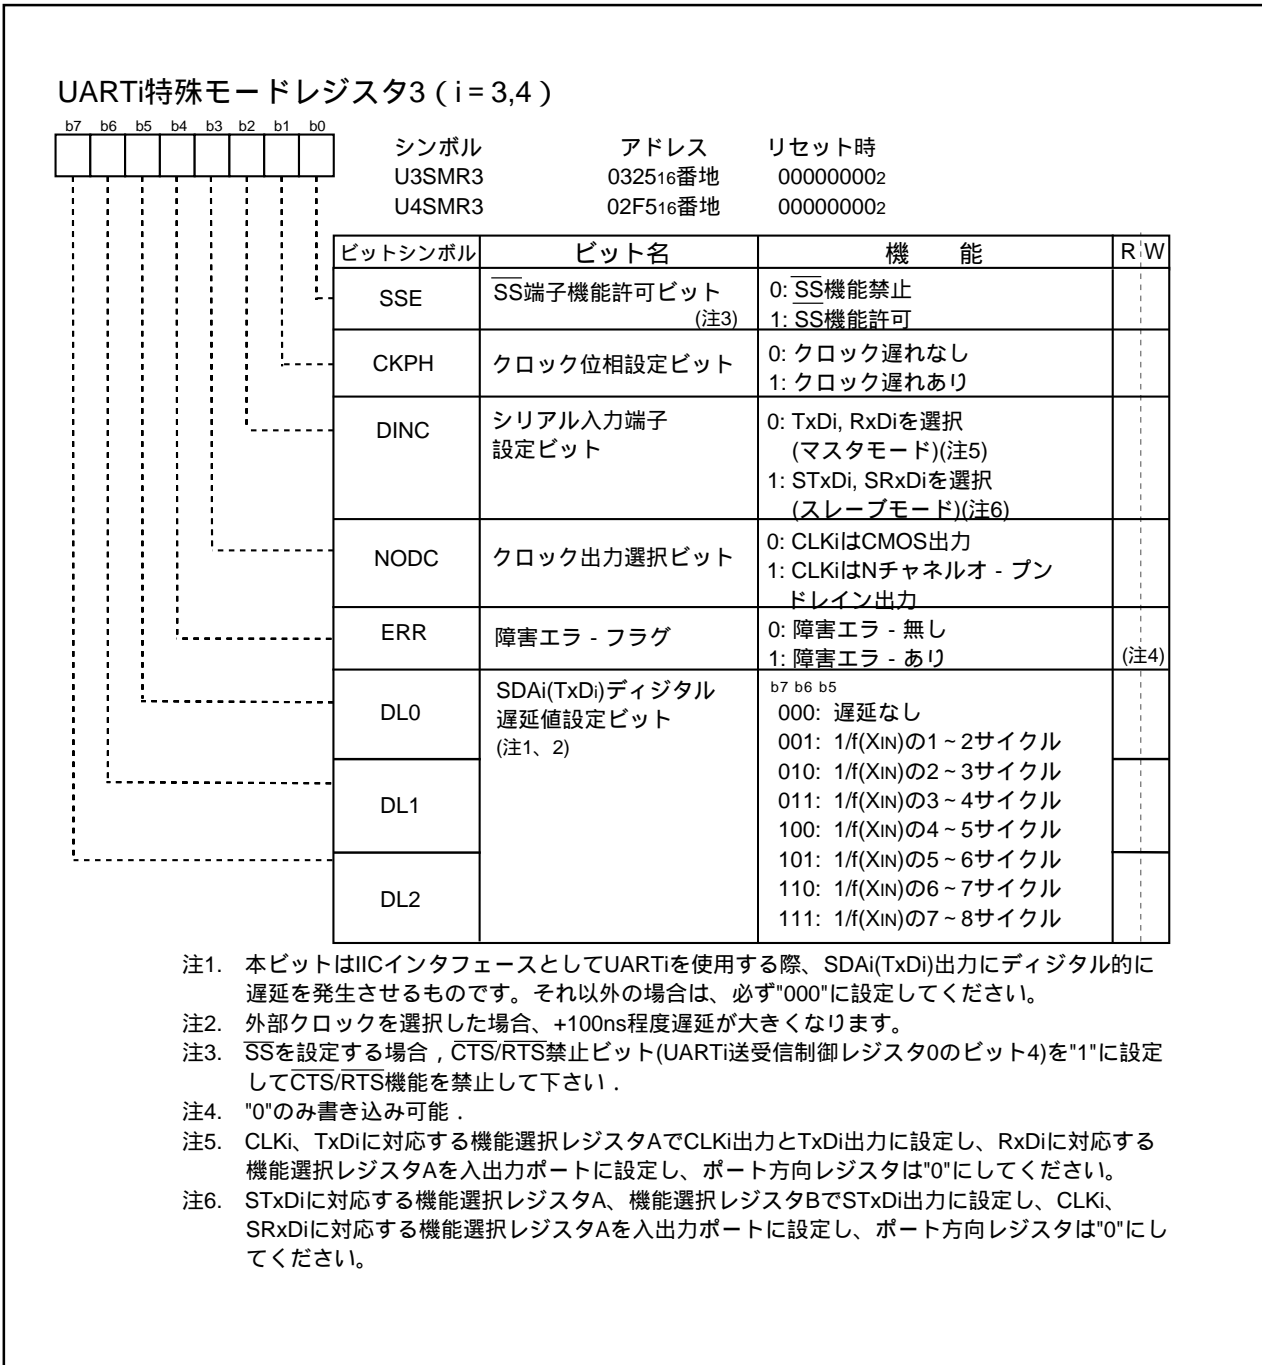 UARTi特殊モードレジスタ3 ( i = 3,4 )
b7 b6 b5 b4 b3 b2 b1 b0
シンボル アドレス リセット時
U3SMR3 032516番地 000000002
U4SMR3 02F516番地 000000002
ビットシンボル ビット名 機 能 R W
SSE SS端子機能許可ビット (注3)
0: SS機能禁止
1: SS機能許可
CKPH クロック位相設定ビット
0: クロック遅れなし
1: クロック遅れあり
DINC シリアル入力端子
設定ビット
0: TxDi, RxDiを選択
(マスタモード)(注5)
1: STxDi, SRxDiを選択
(スレーブモード)(注6)
NODC クロック出力選択ビット
0: CLKiはCMOS出力
1: CLKiはNチャネルオ - プン
ドレイン出力
ERR 障害エラ - フラグ
0: 障害エラ - 無し
1: 障害エラ - あり (注4)
DL0 SDAi(TxDi)ディジタル
遅延値設定ビット
(注1、2)
DL1
DL2
b7 b6 b5
000: 遅延なし
001: 1/f(XIN)の1 ~ 2サイクル
010: 1/f(XIN)の2 ~ 3サイクル
011: 1/f(XIN)の3 ~ 4サイクル
100: 1/f(XIN)の4 ~ 5サイクル
101: 1/f(XIN)の5 ~ 6サイクル
110: 1/f(XIN)の6 ~ 7サイクル
111: 1/f(XIN)の7 ~ 8サイクル
注1. 本ビットはIICインタフェースとしてUARTiを使用する際、SDAi(TxDi)出力にディジタル的に
遅延を発生させるものです。それ以外の場合は、必ず"000"に設定してください。
注2. 外部クロックを選択した場合、+100ns程度遅延が大きくなります。
注3. SSを設定する場合 , CTS/RTS禁止ビット(UARTi送受信制御レジスタ0のビット4)を"1"に設定
してCTS/RTS機能を禁止して下さい .
注4. "0"のみ書き込み可能 .
注5. CLKi、TxDiに対応する機能選択レジスタAでCLKi出力とTxDi出力に設定し、RxDiに対応する
機能選択レジスタAを入出力ポートに設定し、ポート方向レジスタは"0"にしてください。
注6. STxDiに対応する機能選択レジスタA、機能選択レジスタBでSTxDi出力に設定し、CLKi、
SRxDiに対応する機能選択レジスタAを入出力ポートに設定し、ポート方向レジスタは"0"にし
てください。